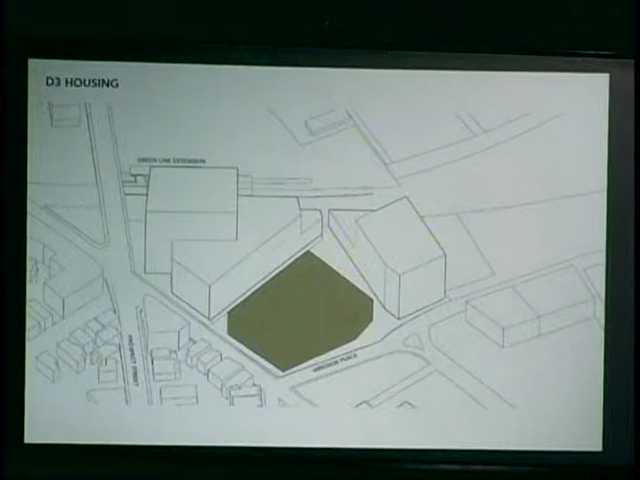 D3 HOUSING
GREEN LINE EXTENSION
PROSPECT STREET
WINDSOR PLACE